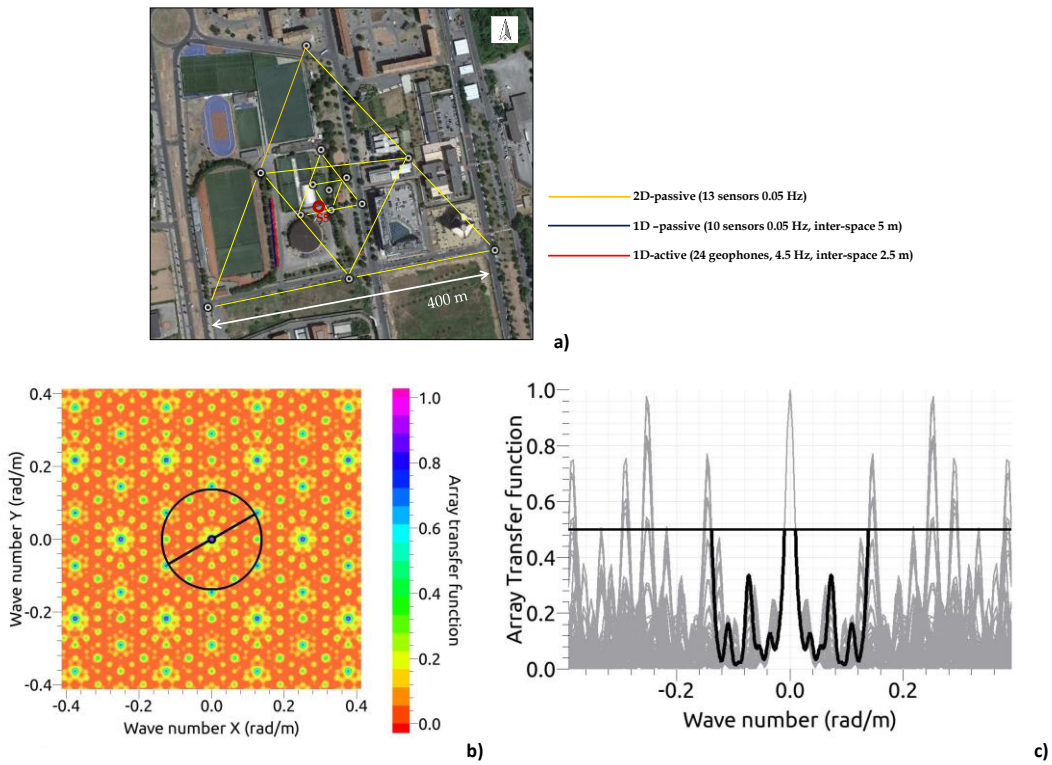 S3
400 m
2D-passive (13 sensors 0.05 Hz)
1D –passive (10 sensors 0.05 Hz, inter-space 5 m)
1D-active (24 geophones, 4.5 Hz, inter-space 2.5 m)
a)
0.4
0.2
0.0
-0.2
-0.4
Wave number Y (rad/m)
-0.4 -0.2 0.0 0.2 0.4
Wave number X (rad/m)
1.0
0.8
0.6
0.4
0.2
0.0
Array transfer function
b)
1.0
0.8
0.6
0.4
0.2
0.0
Array Transfer function
-0.2 0.0 0.2
Wave number (rad/m)
c)